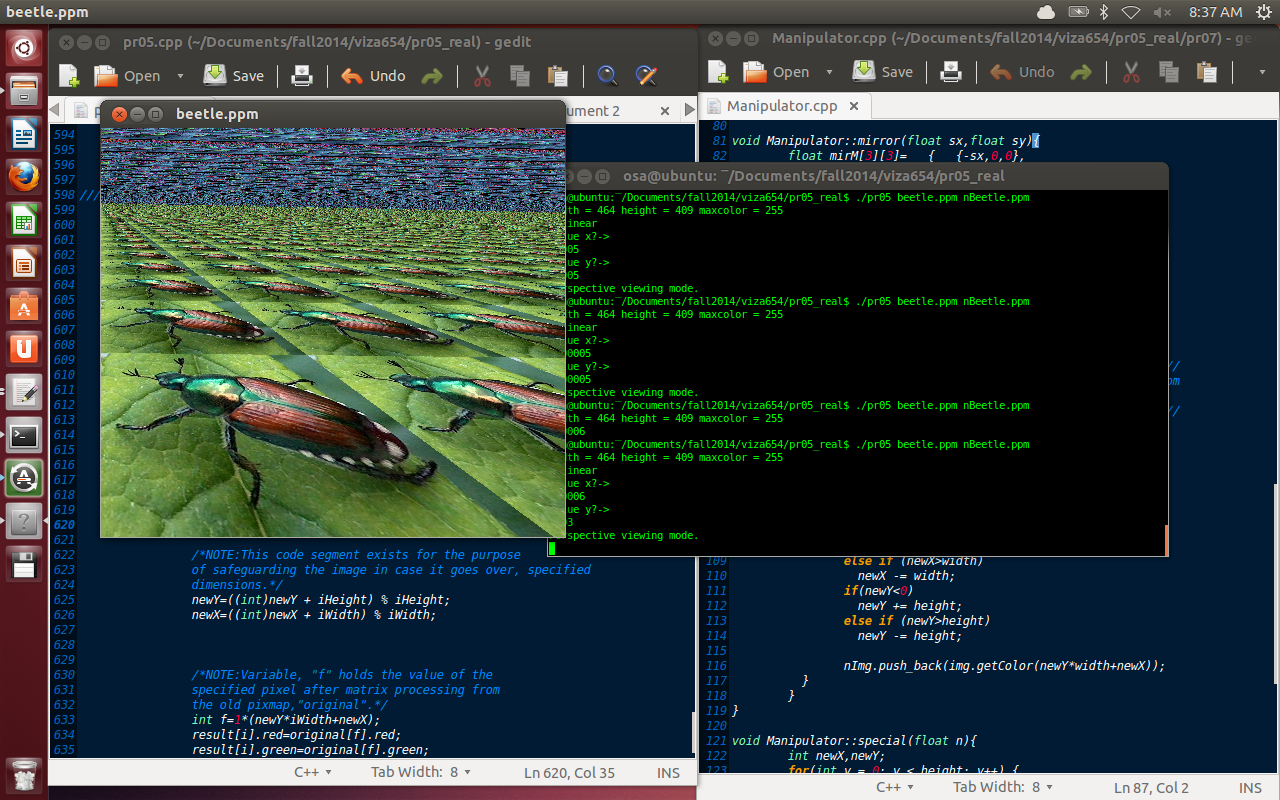 beetle.ppm
8:37 AM
pr05.cpp (~/Documents/fall2014/viza654/pr05_real) - gedit
Open
Save
Undo
ument 2
594
595
596
597
598 ///
599
600
601
602
603
604
605
606
607
608
609
610
611
612
613
614
615
616
617
618
619
620
621
622 /*NOTE:This code segment exists for the purpose
623 of safeguarding the image in case it goes over, specified
624 dimensions.*/
625 newY=((int)newY + iHeight) % iHeight;
626 newX=((int)newX + iWidth) % iWidth;
627
628
629
630 /*NOTE:Variable, "f" holds the value of the
631 specified pixel after matrix processing from
632 the old pixmap,"original".*/
633 int f=1*(newY*iWidth+newX);
634 result[i].red=original[f].red;
635 result[i].green=original[f].green;
C++
Tab Width: 8
Ln 620, Col 35
INS
beetle.ppm
Manipulator.cpp (~/Documents/fall2014/viza654/pr05_real/pr07) - ge
Open
Save
Undo
Manipulator.cpp
80
81 void Manipulator::mirror(float sx,float sy){
82 float mirM[3][3]= { {-sx,0,0},
osa@ubuntu: ~/Documents/fall2014/viza654/pr05_real
@ubuntu:~/Documents/fall2014/viza654/pr05_real$ ./pr05 beetle.ppm nBeetle.ppm
th = 464 height = 409 maxcolor = 255
inear
ue x?->
05
ue y?->
05
spective viewing mode.
@ubuntu:~/Documents/fall2014/viza654/pr05_real$ ./pr05 beetle.ppm nBeetle.ppm
th = 464 height = 409 maxcolor = 255
inear
ue x?->
0005
ue y?->
0005
spective viewing mode.
@ubuntu:~/Documents/fall2014/viza654/pr05_real$ ./pr05 beetle.ppm nBeetle.ppm
th = 464 height = 409 maxcolor = 255
006
@ubuntu:~/Documents/fall2014/viza654/pr05_real$ ./pr05 beetle.ppm nBeetle.ppm
th = 464 height = 409 maxcolor = 255
inear
ue x?->
006
ue y?->
3
spective viewing mode.
//
om
//
109 else if (newX>width)
110 newX -= width;
111 if(newY<0)
112 newY += height;
113 else if (newY>height)
114 newY -= height;
115
116 nImg.push_back(img.getColor(newY*width+newX));
117 }
118 }
119 }
120
121 void Manipulator::special(float n){
122 int newX,newY;
123 for(int y = 0; y < height; y++) {
C++
Tab Width: 8
Ln 87, Col 2
INS